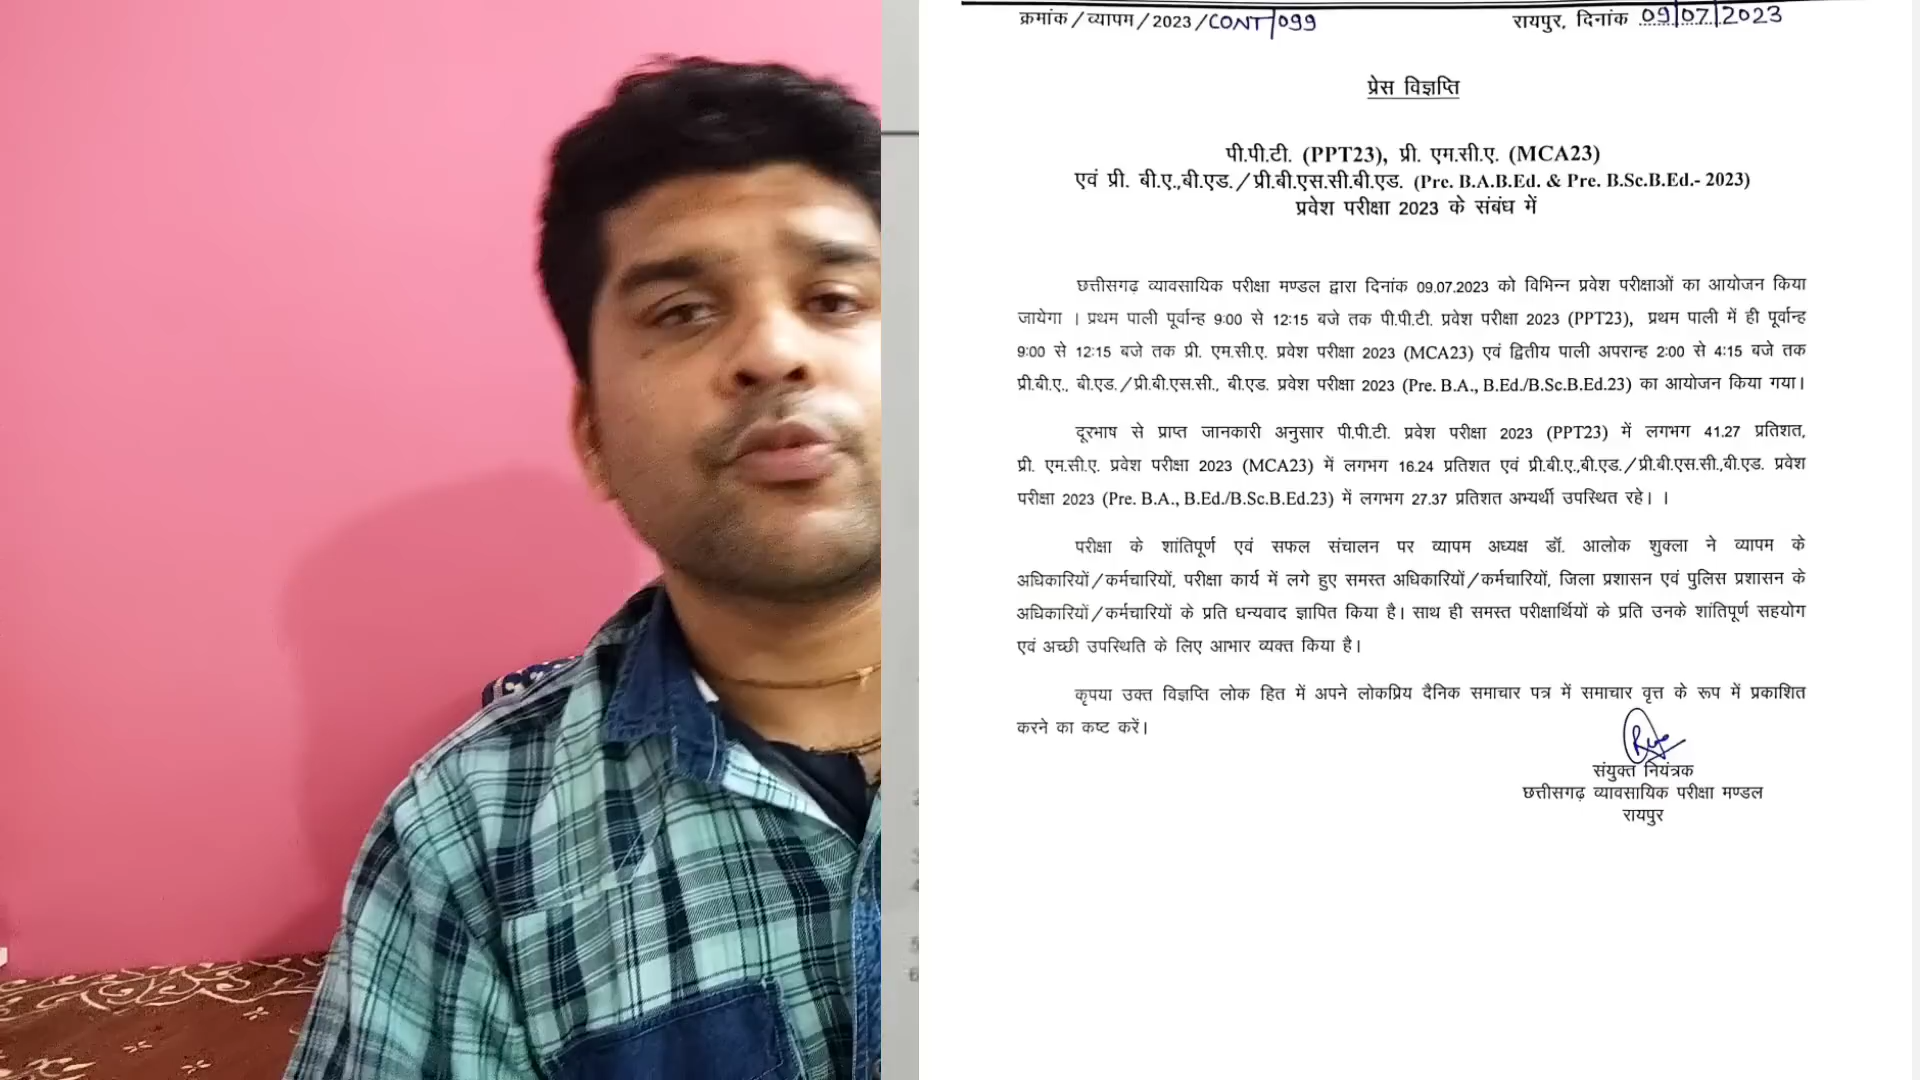 क्रमांक/व्यापम/2023/CONT/099
रायपुर, दिनांक 09/07/2023
प्रेस विज्ञप्ति
पी.पी.टी. (PPT23), प्री. एम.सी.ए. (MCA23)
एवं प्री. बी.ए.,बी.एड./प्री.बी.एस.सी.बी.एड. (Pre. B.A.B.Ed. & Pre. B.Sc.B.Ed.- 2023)
प्रवेश परीक्षा 2023 के संबंध में
छत्तीसगढ़ व्यावसायिक परीक्षा मण्डल द्वारा दिनांक 09.07.2023 को विभिन्न प्रवेश परीक्षाओं का आयोजन किया
जायेगा । प्रथम पाली पूर्वान्ह 9:00 से 12:15 बजे तक पी.पी.टी. प्रवेश परीक्षा 2023 (PPT23), प्रथम पाली में ही पूर्वान्ह
9:00 से 12:15 बजे तक प्री. एम.सी.ए. प्रवेश परीक्षा 2023 (MCA23) एवं द्वितीय पाली अपरान्ह 2:00 से 4:15 बजे तक
प्री.बी.ए., बी.एड./प्री.बी.एस.सी., बी.एड. प्रवेश परीक्षा 2023 (Pre. B.A., B.Ed./B.Sc.B.Ed.23) का आयोजन किया गया।
दूरभाष से प्राप्त जानकारी अनुसार पी.पी.टी. प्रवेश परीक्षा 2023 (PPT23) में लगभग 41.27 प्रतिशत,
प्री. एम.सी.ए. प्रवेश परीक्षा 2023 (MCA23) में लगभग 16.24 प्रतिशत एवं प्री.बी.ए.,बी.एड./प्री.बी.एस.सी.,बी.एड. प्रवेश
परीक्षा 2023 (Pre. B.A., B.Ed./B.Sc.B.Ed.23) में लगभग 27.37 प्रतिशत अभ्यर्थी उपस्थित रहे। ।
परीक्षा के शांतिपूर्ण एवं सफल संचालन पर व्यापम अध्यक्ष डॉ. आलोक शुक्ला ने व्यापम के
अधिकारियों/कर्मचारियों, परीक्षा कार्य में लगे हुए समस्त अधिकारियों/कर्मचारियों, जिला प्रशासन एवं पुलिस प्रशासन के
अधिकारियों/कर्मचारियों के प्रति धन्यवाद ज्ञापित किया है। साथ ही समस्त परीक्षार्थियों के प्रति उनके शांतिपूर्ण सहयोग
एवं अच्छी उपस्थिति के लिए आभार व्यक्त किया है।
कृपया उक्त विज्ञप्ति लोक हित में अपने लोकप्रिय दैनिक समाचार पत्र में समाचार वृत्त के रूप में प्रकाशित
करने का कष्ट करें।
संयुक्त नियंत्रक
छत्तीसगढ़ व्यावसायिक परीक्षा मण्डल
रायपुर